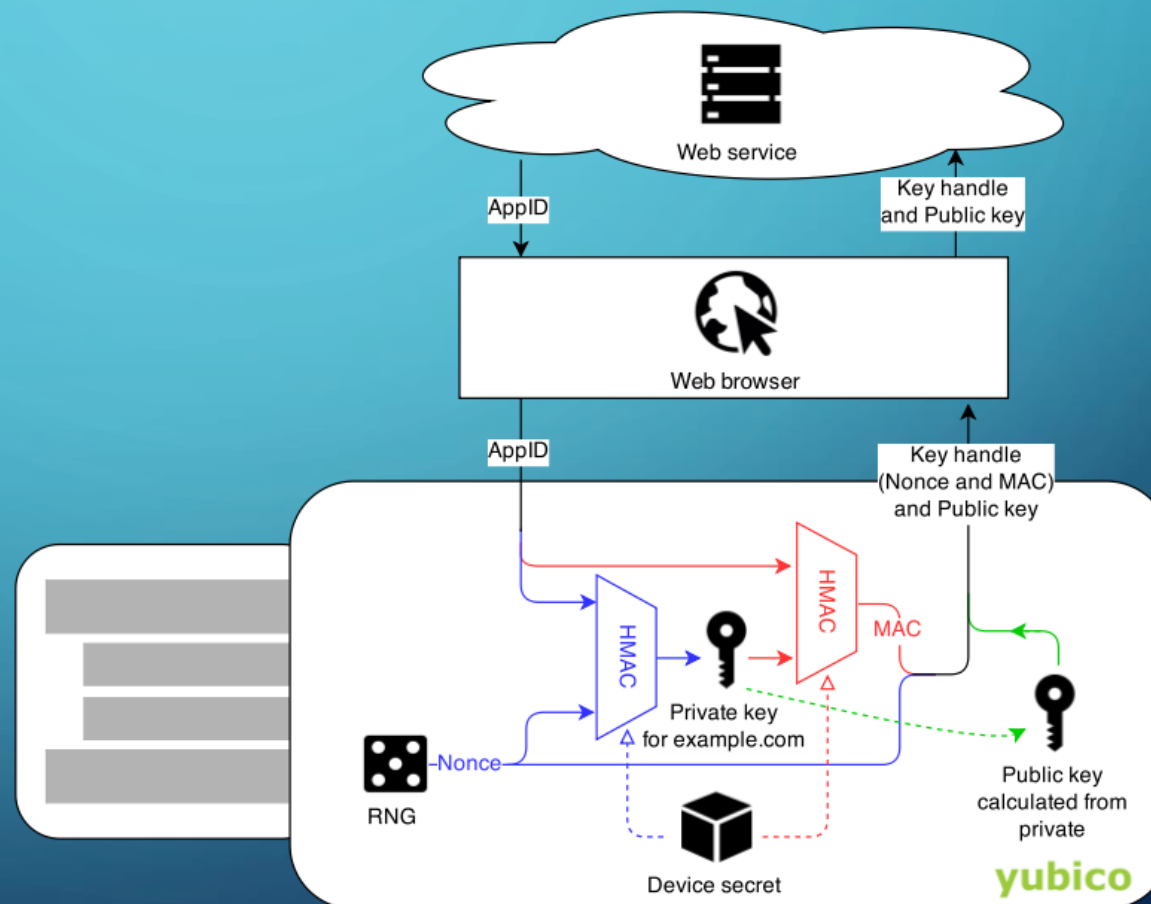 Web service
AppID
Key handle
and Public key
Web browser
AppID
Key handle
(Nonce and MAC)
and Public key
HMAC
HMAC
MAC
Private key
for example.com
Nonce
RNG
Public key
calculated from
private
Device secret
yubico